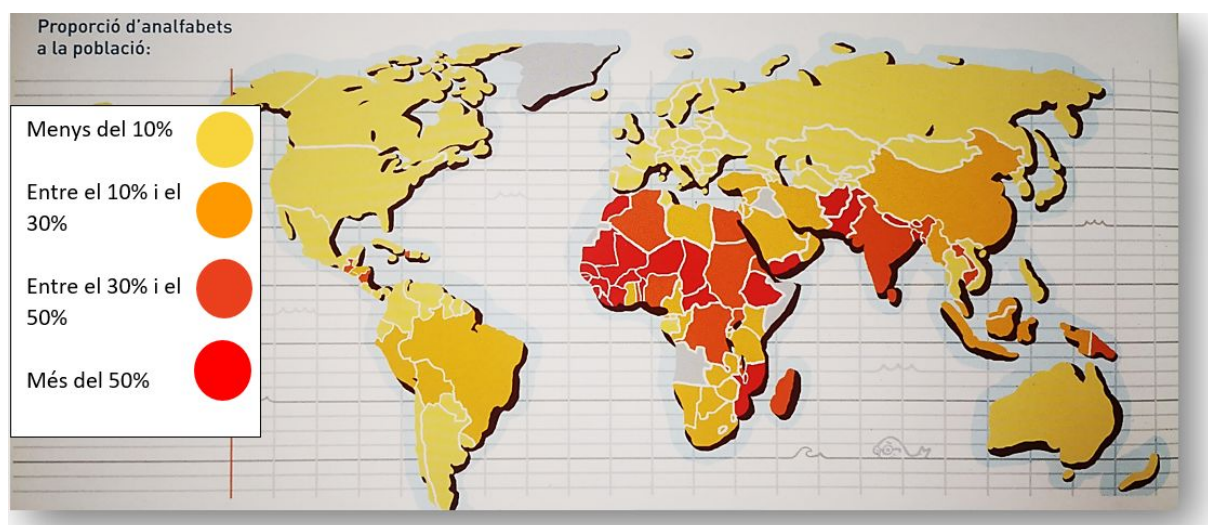 Proporció d'analfabets
a la població:
Menys del 10%
Entre el 10% i el
30%
Entre el 30% i el
50%
Més del 50%